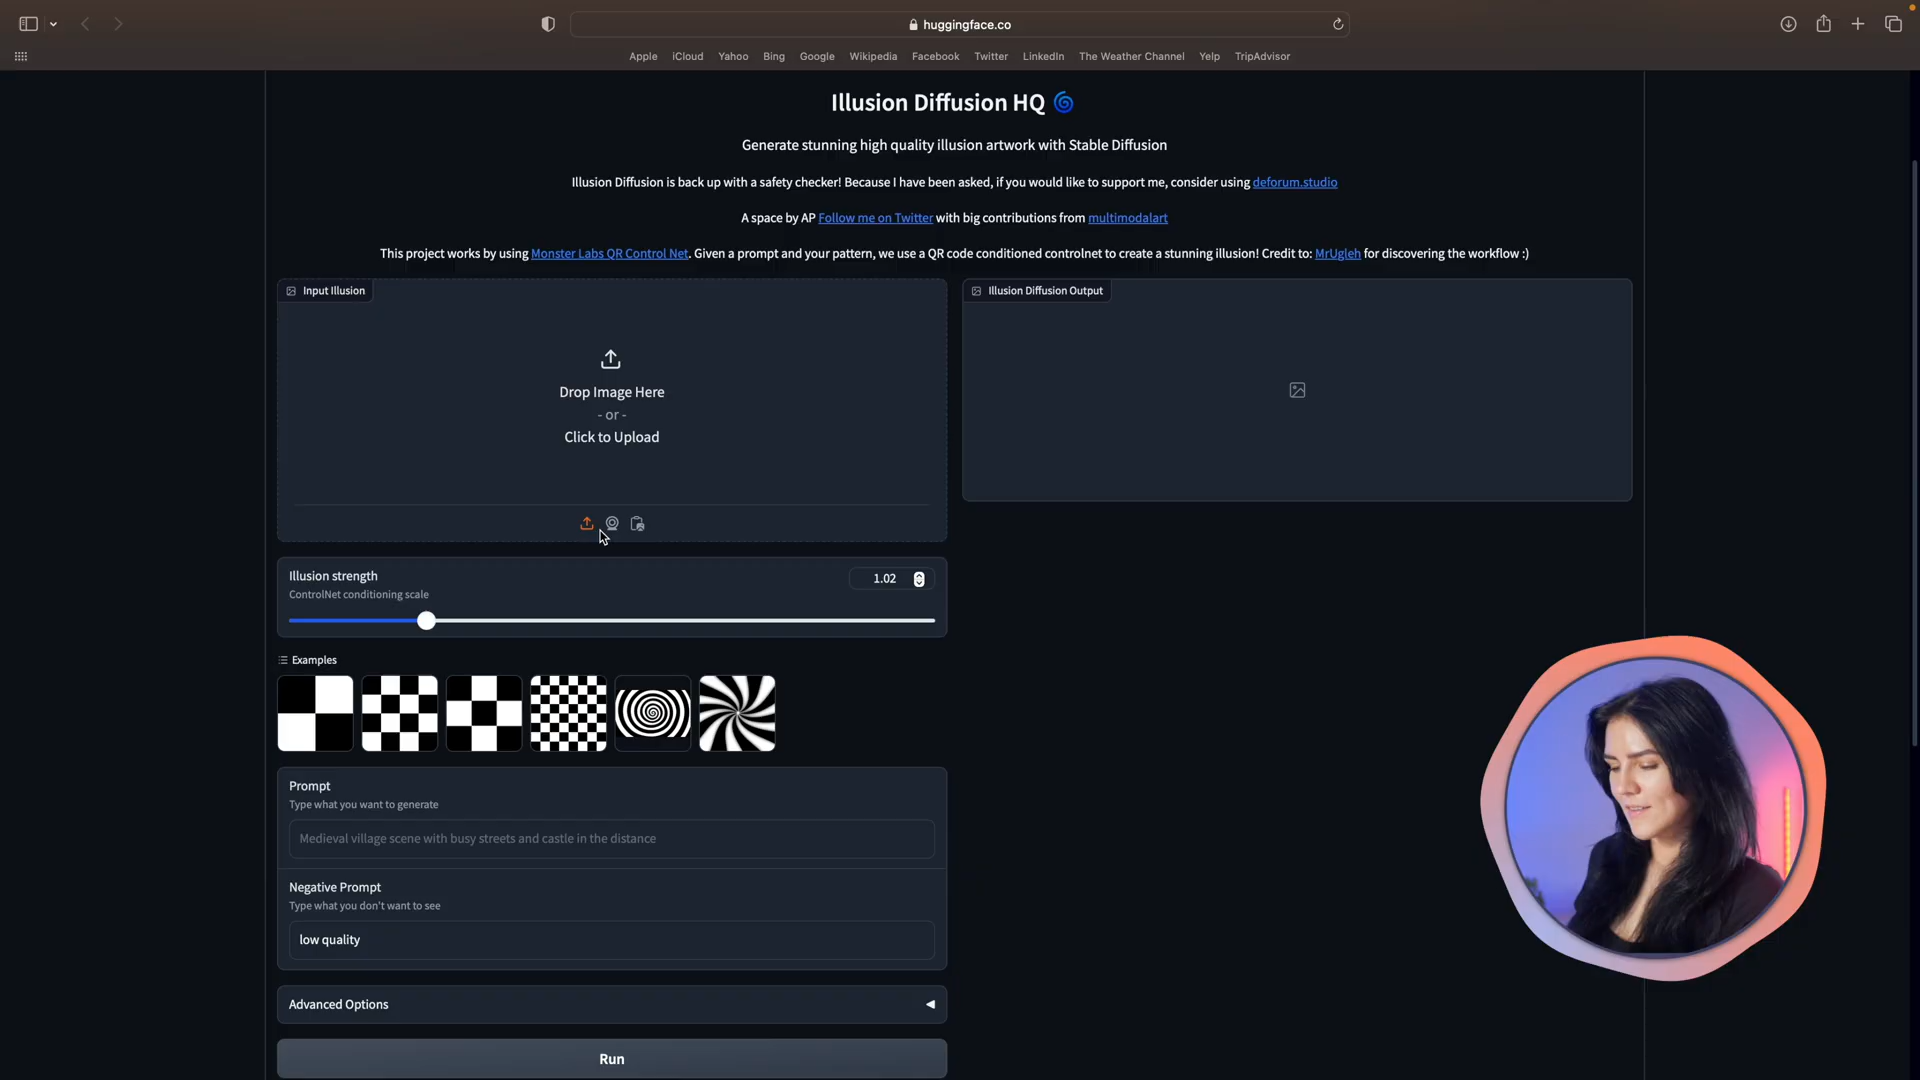 huggingface.co
Apple iCloud Yahoo Bing Google Wikipedia Facebook Twitter LinkedIn The Weather Channel Yelp TripAdvisor
Illusion Diffusion HQ
Generate stunning high quality illusion artwork with Stable Diffusion
Illusion Diffusion is back up with a safety checker! Because I have been asked, if you would like to support me, consider using deforum.studio
A space by AP Follow me on Twitter with big contributions from multimodalart
This project works by using Monster Labs QR Control Net. Given a prompt and your pattern, we use a QR code conditioned controlnet to create a stunning illusion! Credit to: MrUgleh for discovering the workflow :)
Input Illusion
Drop Image Here
- or -
Click to Upload
Illusion Diffusion Output
Illusion strength
1.02
ControlNet conditioning scale
Examples
Prompt
Type what you want to generate
Medieval village scene with busy streets and castle in the distance
Negative Prompt
Type what you don't want to see
low quality
Advanced Options
Run